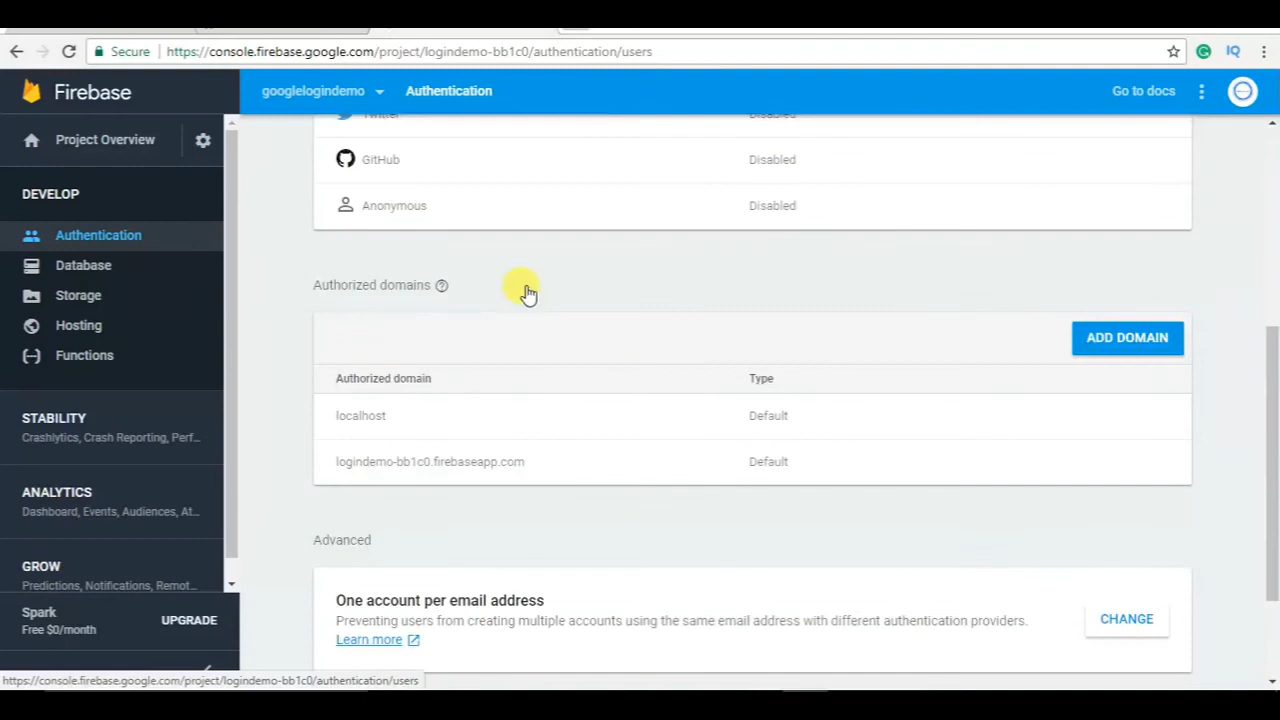 Secure https://console.firebase.google.com/project/logindemo-bb1c0/authentication/users
IQ
Firebase
googlelogindemo Authentication Go to docs
Project Overview
DEVELOP
Authentication
Database
Storage
Hosting
Functions
STABILITY
Crashlytics, Crash Reporting, Perf...
ANALYTICS
Dashboard, Events, Audiences, At...
GROW
Predictions, Notifications, Remot...
Spark
Free $0/month
UPGRADE
Twitter Disabled
GitHub Disabled
Anonymous Disabled
Authorized domains
ADD DOMAIN
Authorized domain Type
localhost Default
logindemo-bb1c0.firebaseapp.com Default
Advanced
One account per email address
Preventing users from creating multiple accounts using the same email address with different authentication providers.
Learn more
CHANGE
https://console.firebase.google.com/project/logindemo-bb1c0/authentication/users